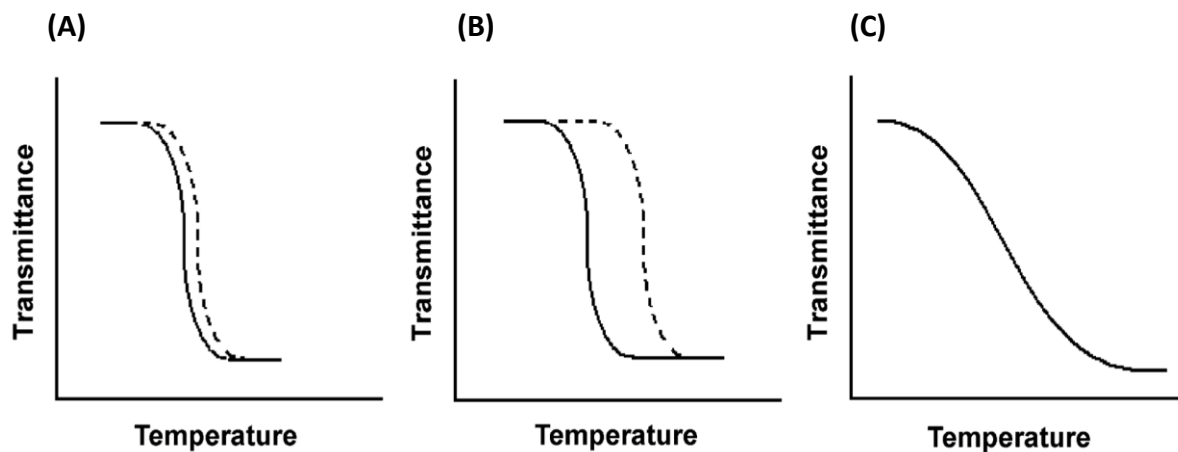 (A)
(B)
(C)
Transmittance
Temperature
Transmittance
Temperature
Transmittance
Temperature